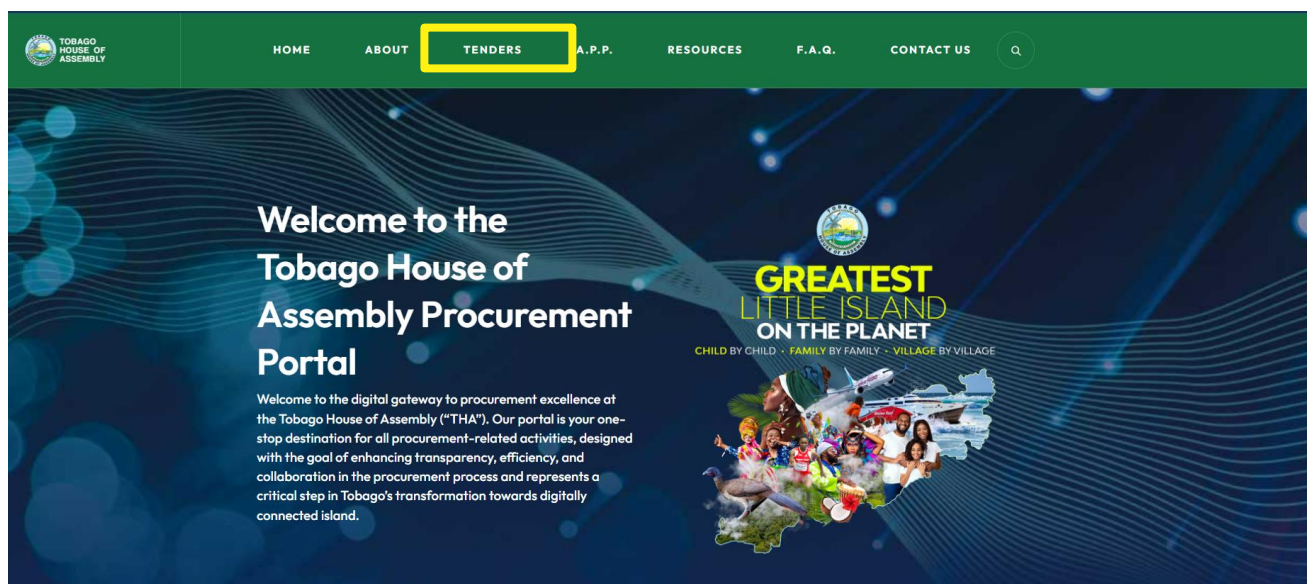 TOBAGO
HOUSE OF
ASSEMBLY
HOME ABOUT TENDERS A.P.P. RESOURCES F.A.Q. CONTACT US
Welcome to the
Tobago House of
Assembly Procurement
Portal
Welcome to the digital gateway to procurement excellence at
the Tobago House of Assembly (“THA”). Our portal is your one-
stop destination for all procurement-related activities, designed
with the goal of enhancing transparency, efficiency, and
collaboration in the procurement process and represents a
critical step in Tobago’s transformation towards digitally
connected island.
TOBAGO
HOUSE OF ASSEMBLY
GREATEST
LITTLE ISLAND
ON THE PLANET
CHILD BY CHILD · FAMILY BY FAMILY · VILLAGE BY VILLAGE